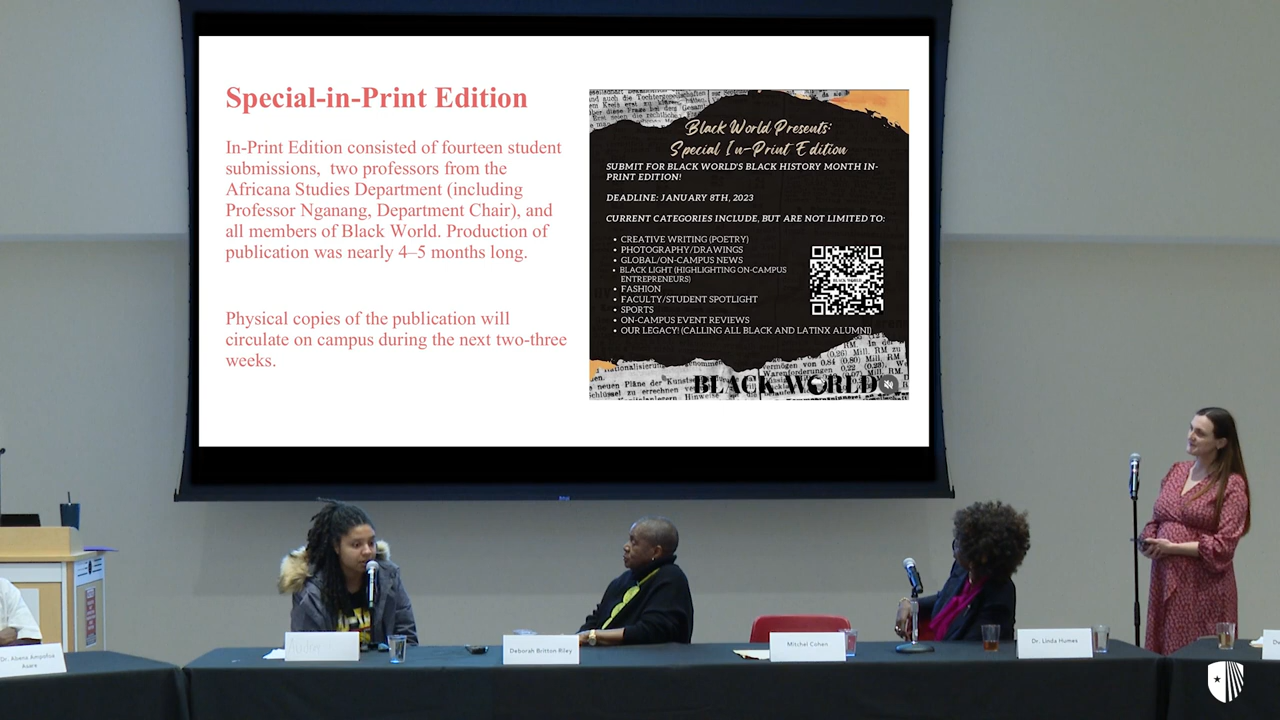 Special-in-Print Edition
In-Print Edition consisted of fourteen student
submissions, two professors from the
Africana Studies Department (including
Professor Nganang, Department Chair), and
all members of Black World. Production of
publication was nearly 4–5 months long.
Physical copies of the publication will
circulate on campus during the next two-three
weeks.
Black World Presents:
Special In-Print Edition
SUBMIT FOR BLACK WORLD'S BLACK HISTORY MONTH IN-
PRINT EDITION!
DEADLINE: JANUARY 8TH, 2023
CURRENT CATEGORIES INCLUDE, BUT ARE NOT LIMITED TO:
• CREATIVE WRITING (POETRY)
• PHOTOGRAPHY/DRAWINGS
• GLOBAL/ON-CAMPUS NEWS
• BLACK LIGHT (HIGHLIGHTING ON-CAMPUS
ENTREPRENEURS)
• FASHION
• FACULTY/STUDENT SPOTLIGHT
• SPORTS
• ON-CAMPUS EVENT REVIEWS
• OUR LEGACY! (CALLING ALL BLACK AND LATINX ALUMNI)
BLACK WORLD
Deborah Britton Riley
Mitchel Cohen
Dr. Linda Humes